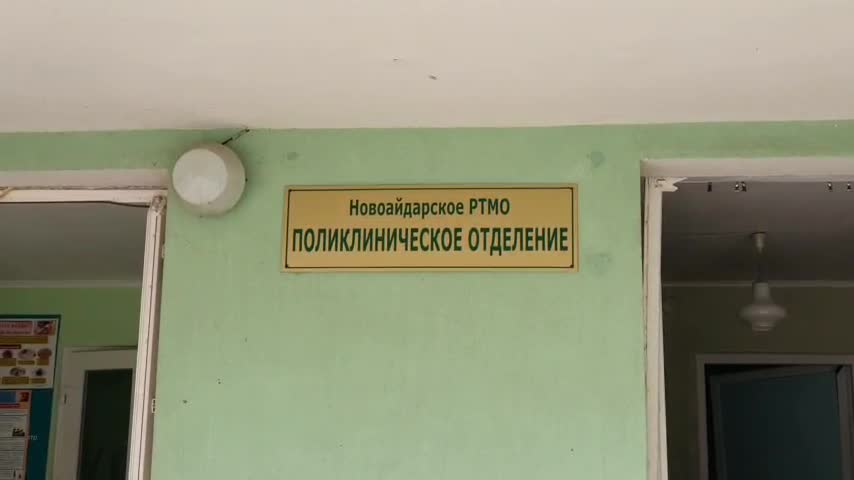 Новоайдарское РТМО
ПОЛИКЛИНИЧЕСКОЕ ОТДЕЛЕНИЕ